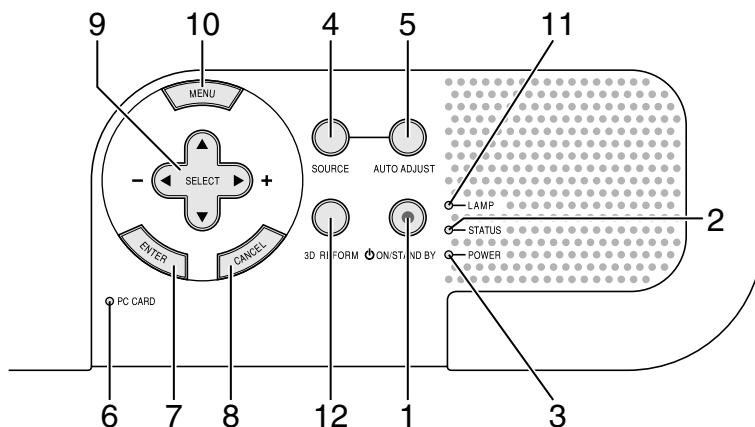 9 10 4 5 11
MENU
− SELECT +
SOURCE AUTO ADJUST
LAMP
2
STATUS
ENTER CANCEL 3D REFORM ⏻ON/STAND BY POWER
PC CARD
6 7 8 12 1 3